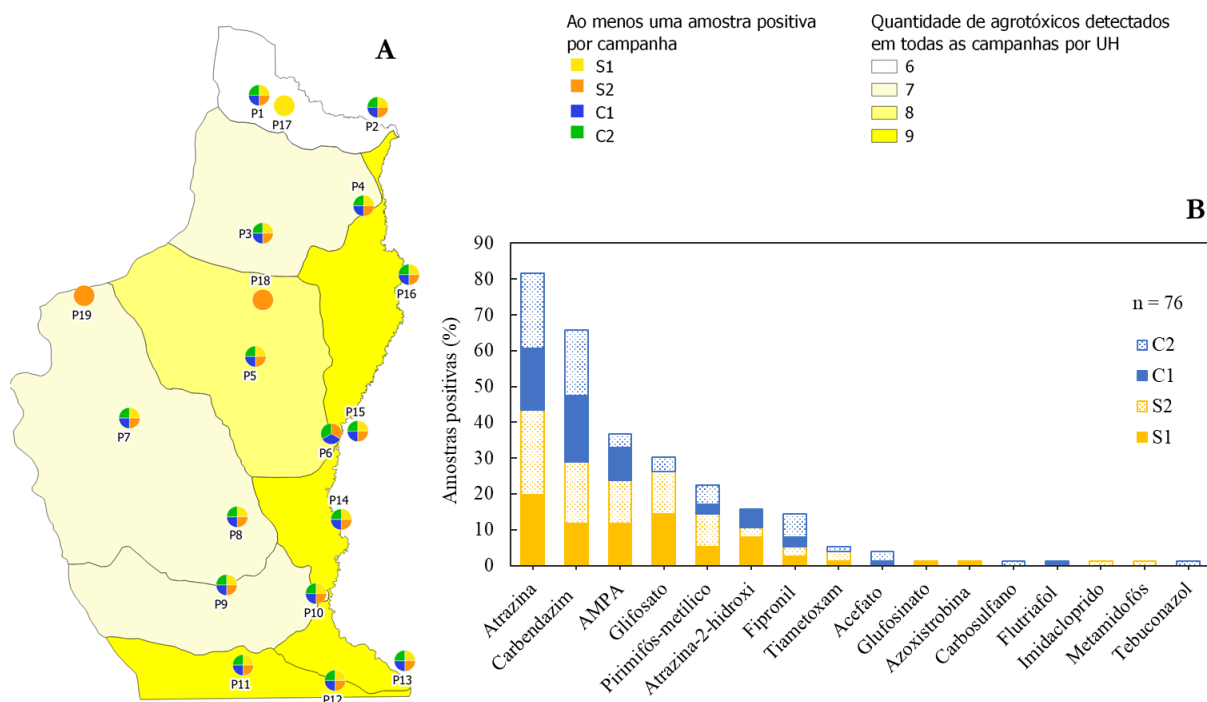 A
Ao menos uma amostra positiva
por campanha
S1
S2
C1
C2
Quantidade de agrotóxicos detectados
em todas as campanhas por UH
6
7
8
9
P1
P17
P2
P4
P3
P16
P18
P19
P5
P15
P6
P7
P14
P8
P9
P10
P13
P11
P12
B
Amostras positivas (%)
90
80
70
60
50
40
30
20
10
0
n = 76
C2
C1
S2
S1
Atrazina
Carbendazim
AMPA
Glifosato
Pirimifós-metílico
Atrazina-2-hidroxi
Fipronil
Tiametoxam
Acefato
Glufosinato
Azoxistrobina
Carbosulfano
Flutriafol
Imidacloprido
Metamidofós
Tebuconazol